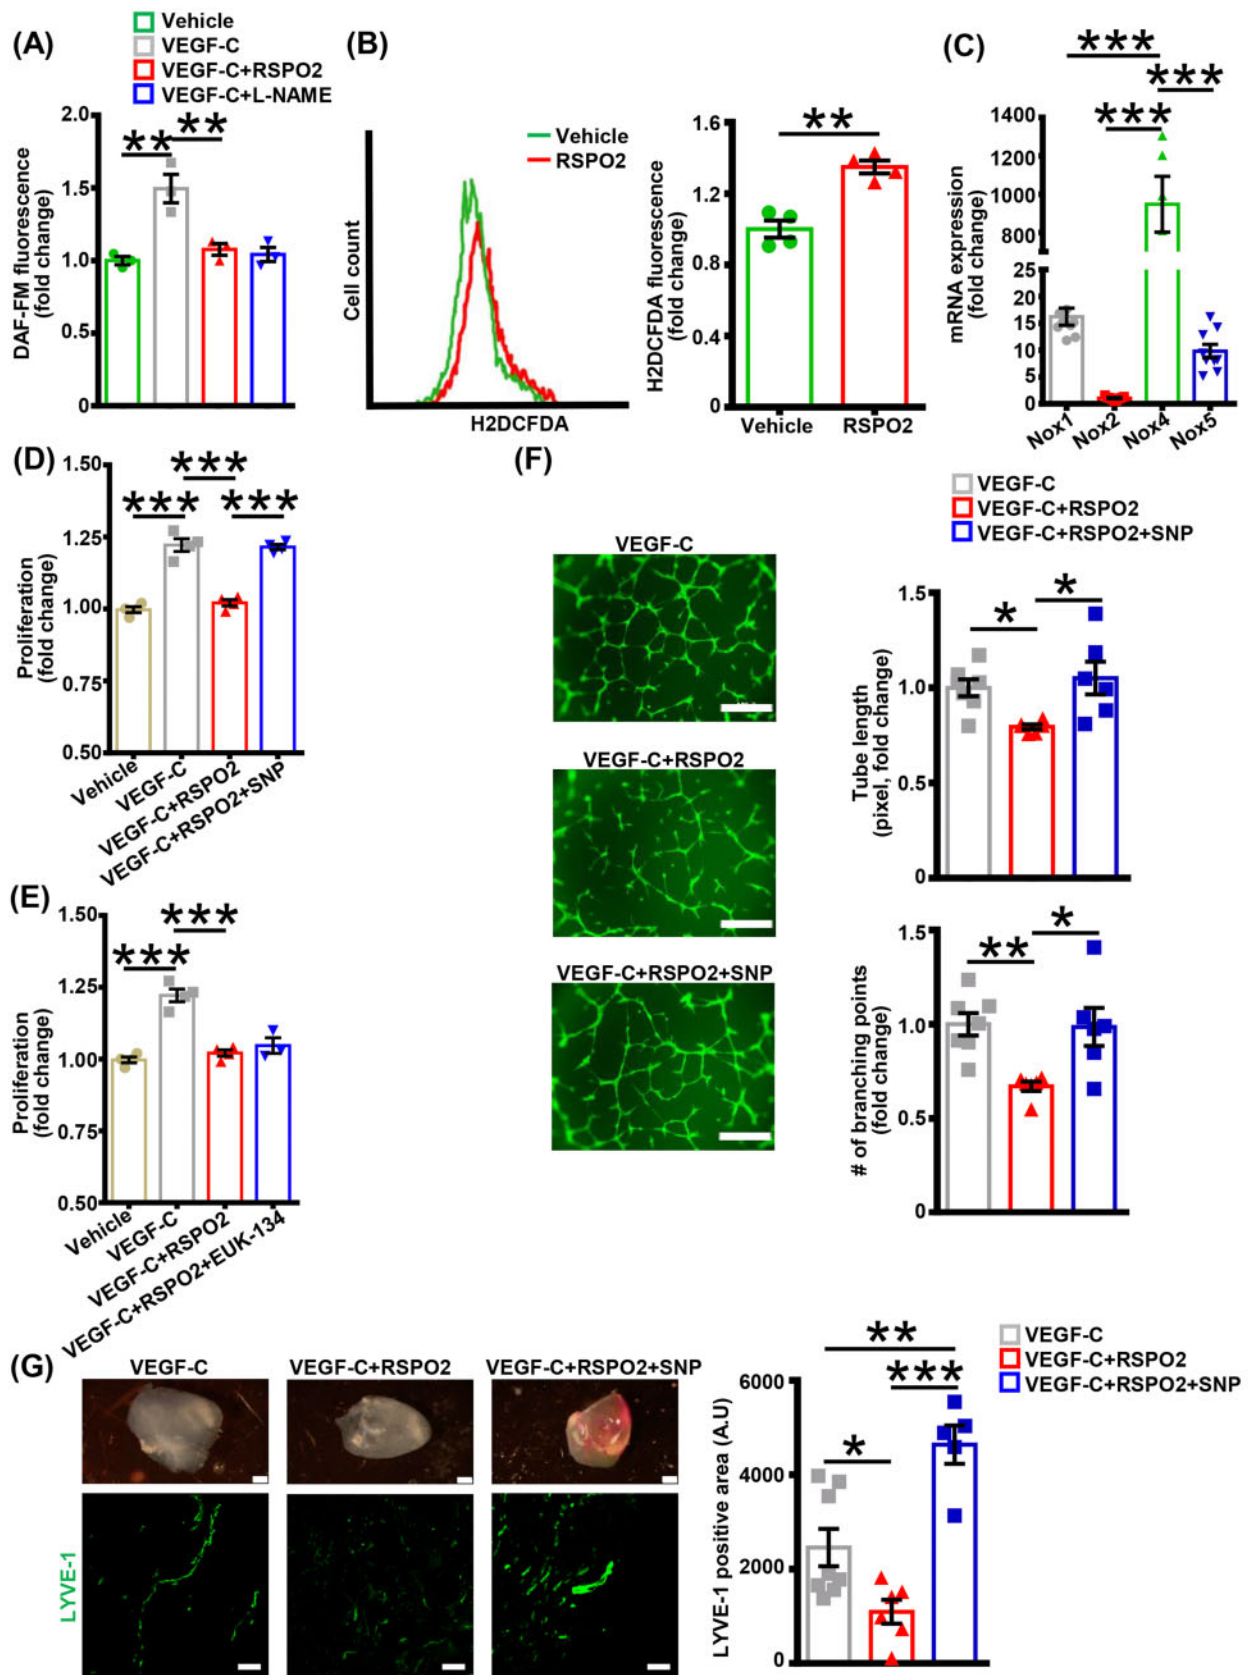 (A)
Vehicle
VEGF-C
VEGF-C+RSPO2
VEGF-C+L-NAME
DAF-FM fluorescence
(fold change)
2.0
1.5
1.0
0.5
0
**
**
(B)
Cell count
Vehicle
RSPO2
H2DCFDA
H2DCFDA fluorescence
(fold change)
1.6
1.2
0.8
0.4
0
**
Vehicle
RSPO2
(C)
mRNA expression
(fold change)
1400
1200
1000
800
25
20
15
10
5
0
***
***
***
Nox1
Nox2
Nox4
Nox5
(D)
Proliferation
(fold change)
1.50
1.25
1.00
0.75
0.50
***
***
***
Vehicle
VEGF-C
VEGF-C+RSPO2
VEGF-C+RSPO2+SNP
(E)
Proliferation
(fold change)
1.50
1.25
1.00
0.75
0.50
***
***
Vehicle
VEGF-C
VEGF-C+RSPO2
VEGF-C+RSPO2+EUK-134
(F)
VEGF-C
VEGF-C+RSPO2
VEGF-C+RSPO2+SNP
VEGF-C
VEGF-C+RSPO2
VEGF-C+RSPO2+SNP
Tube length
(pixel, fold change)
1.5
1.0
0.5
0
*
*
# of branching points
(fold change)
1.5
1.0
0.5
0
**
*
(G)
VEGF-C
VEGF-C+RSPO2
VEGF-C+RSPO2+SNP
LYVE-1
LYVE-1 positive area (A.U)
6000
4000
2000
0
*
**
***
VEGF-C
VEGF-C+RSPO2
VEGF-C+RSPO2+SNP